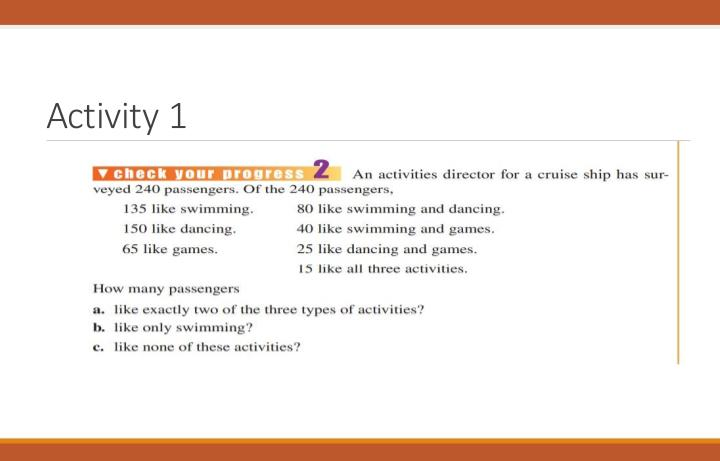 Activity 1
▼ check your progress 2 An activities director for a cruise ship has sur-
veyed 240 passengers. Of the 240 passengers,
135 like swimming. 80 like swimming and dancing.
150 like dancing. 40 like swimming and games.
65 like games. 25 like dancing and games.
15 like all three activities.
How many passengers
a. like exactly two of the three types of activities?
b. like only swimming?
c. like none of these activities?